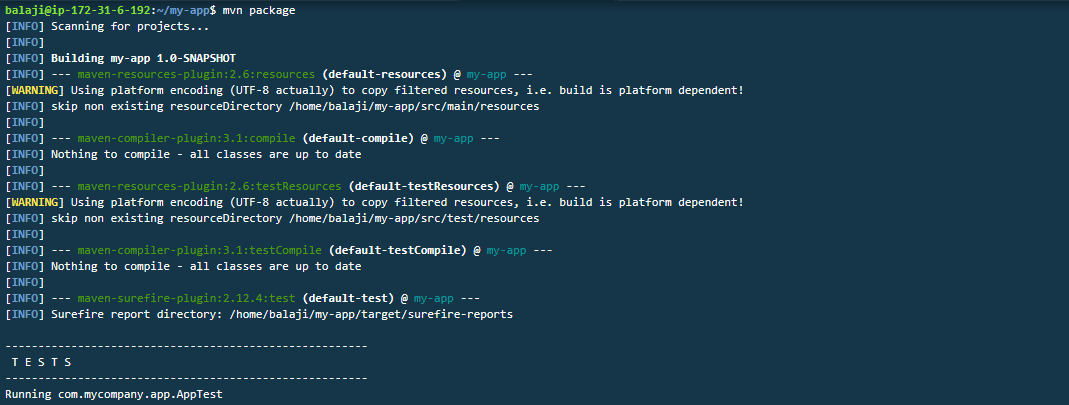 balaji@ip-172-31-6-192:~/my-app$ mvn package
[INFO] Scanning for projects...
[INFO]
[INFO] Building my-app 1.0-SNAPSHOT
[INFO] --- maven-resources-plugin:2.6:resources (default-resources) @ my-app ---
[WARNING] Using platform encoding (UTF-8 actually) to copy filtered resources, i.e. build is platform dependent!
[INFO] skip non existing resourceDirectory /home/balaji/my-app/src/main/resources
[INFO]
[INFO] --- maven-compiler-plugin:3.1:compile (default-compile) @ my-app ---
[INFO] Nothing to compile - all classes are up to date
[INFO]
[INFO] --- maven-resources-plugin:2.6:testResources (default-testResources) @ my-app ---
[WARNING] Using platform encoding (UTF-8 actually) to copy filtered resources, i.e. build is platform dependent!
[INFO] skip non existing resourceDirectory /home/balaji/my-app/src/test/resources
[INFO]
[INFO] --- maven-compiler-plugin:3.1:testCompile (default-testCompile) @ my-app ---
[INFO] Nothing to compile - all classes are up to date
[INFO]
[INFO] --- maven-surefire-plugin:2.12.4:test (default-test) @ my-app ---
[INFO] Surefire report directory: /home/balaji/my-app/target/surefire-reports
-------------------------------------------------------
T E S T S
-------------------------------------------------------
Running com.mycompany.app.AppTest